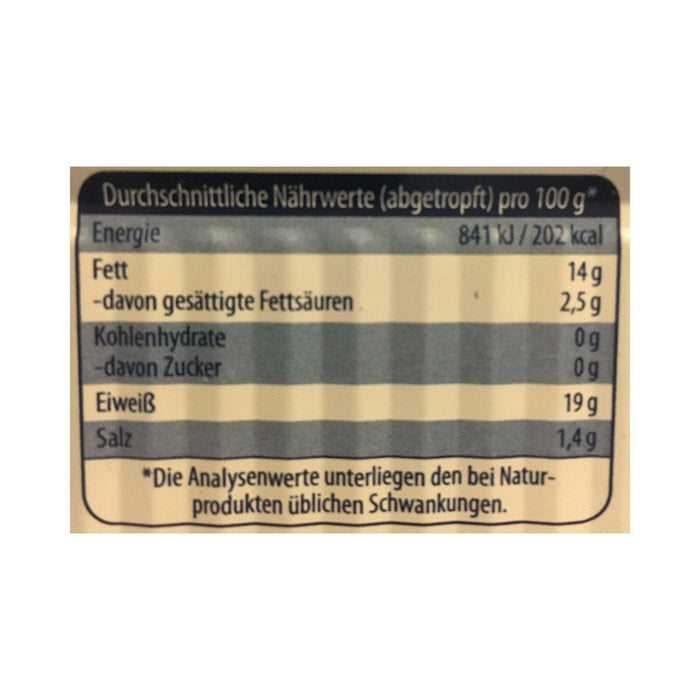 Durchschnittliche Nährwerte (abgetropft) pro 100 g*
Energie 841 kJ / 202 kcal
Fett 14 g
-davon gesättigte Fettsäuren 2,5 g
Kohlenhydrate 0 g
-davon Zucker 0 g
Eiweiß 19 g
Salz 1,4 g
*Die Analysenwerte unterliegen den bei Natur-
produkten üblichen Schwankungen.